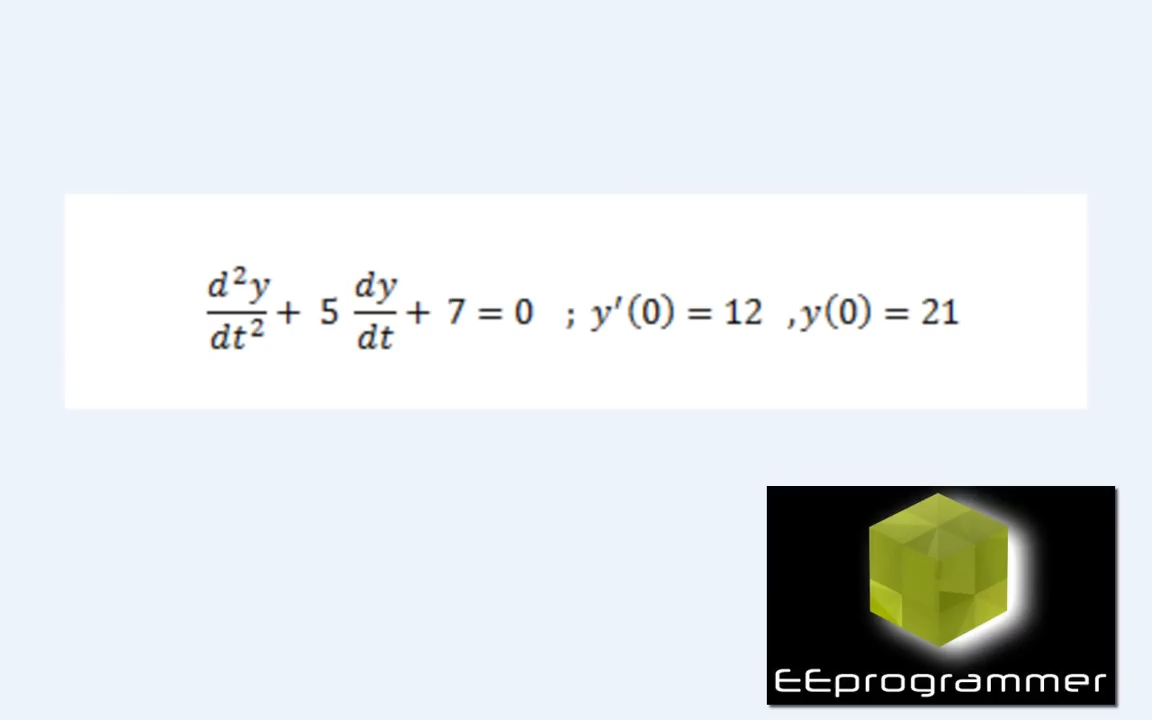 d²y/dt² + 5 dy/dt + 7 = 0 ; y′(0) = 12 ,y(0) = 21
EEprogrammer